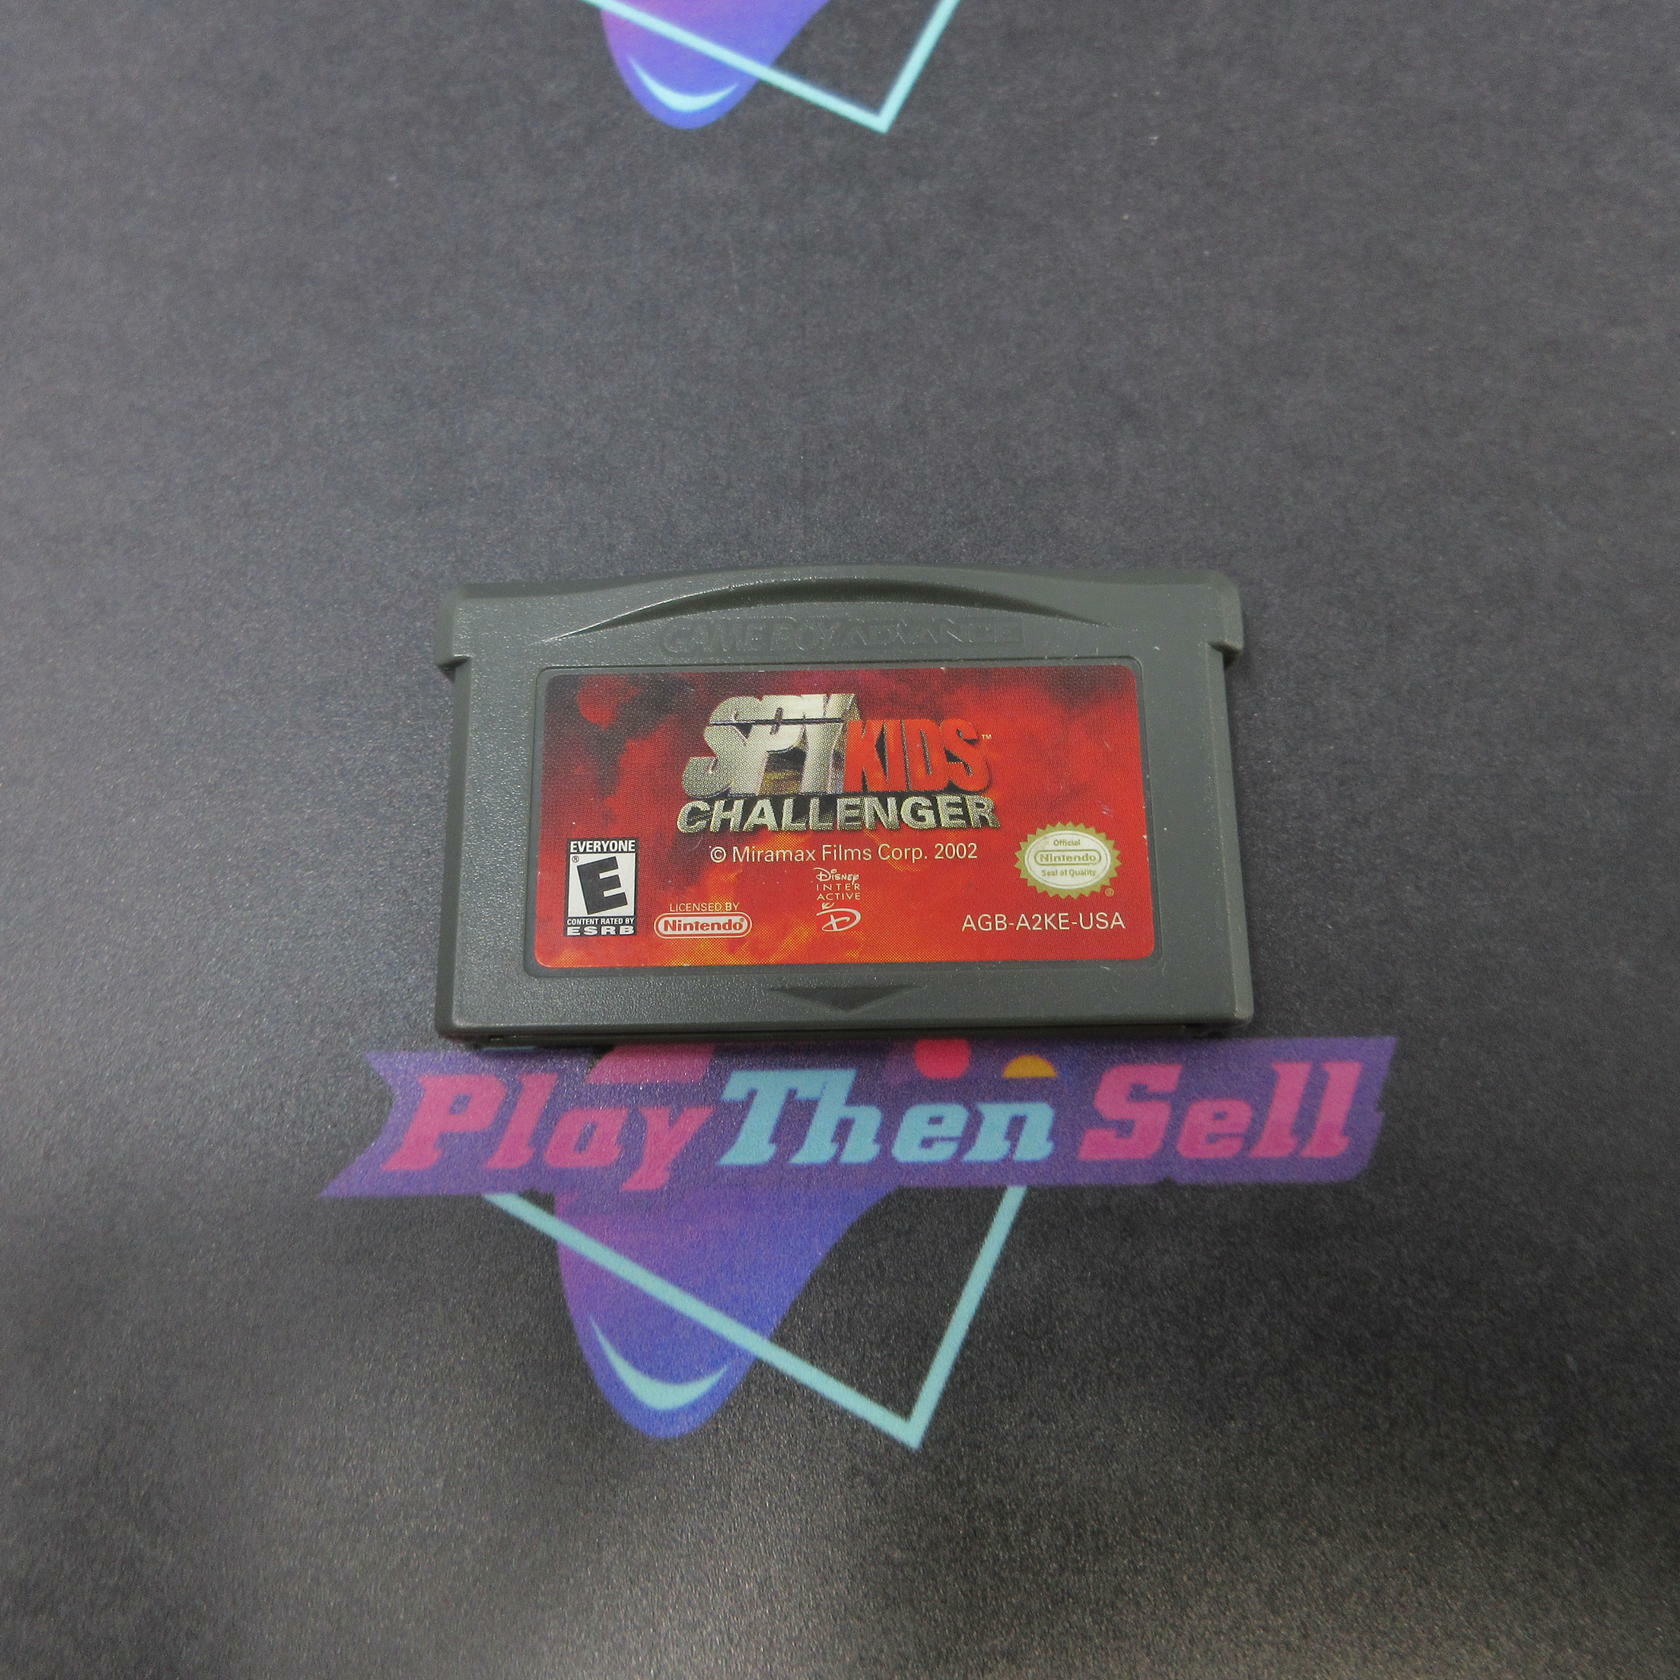 GAME BOY ADVANCE
SPY KIDS™
CHALLENGER
© Miramax Films Corp. 2002
EVERYONE
E
®
CONTENT RATED BY
ESRB
LICENSED BY
Nintendo
Disney
INTER
ACTIVE
D
Official
Nintendo
Seal of Quality
®
AGB-A2KE-USA
Play Then Sell